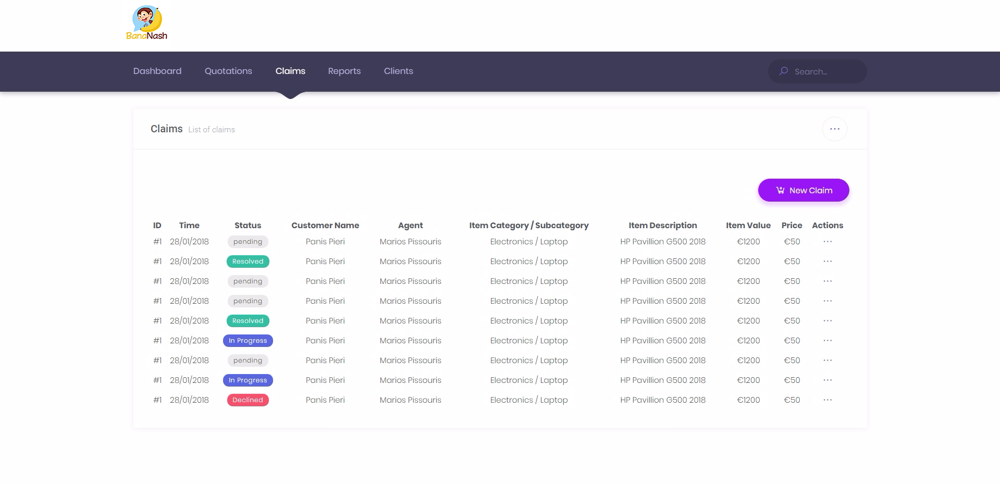 BanaNash
Dashboard Quotations Claims Reports Clients Search...
Claims List of claims
New Claim
ID Time Status Customer Name Agent Item Category / Subcategory Item Description Item Value Price Actions
#1 28/01/2018 pending Panis Pieri Marios Pissouris Electronics / Laptop HP Pavillion G500 2018 €1200 €50 ...
#1 28/01/2018 Resolved Panis Pieri Marios Pissouris Electronics / Laptop HP Pavillion G500 2018 €1200 €50 ...
#1 28/01/2018 pending Panis Pieri Marios Pissouris Electronics / Laptop HP Pavillion G500 2018 €1200 €50 ...
#1 28/01/2018 pending Panis Pieri Marios Pissouris Electronics / Laptop HP Pavillion G500 2018 €1200 €50 ...
#1 28/01/2018 Resolved Panis Pieri Marios Pissouris Electronics / Laptop HP Pavillion G500 2018 €1200 €50 ...
#1 28/01/2018 In Progress Panis Pieri Marios Pissouris Electronics / Laptop HP Pavillion G500 2018 €1200 €50 ...
#1 28/01/2018 pending Panis Pieri Marios Pissouris Electronics / Laptop HP Pavillion G500 2018 €1200 €50 ...
#1 28/01/2018 In Progress Panis Pieri Marios Pissouris Electronics / Laptop HP Pavillion G500 2018 €1200 €50 ...
#1 28/01/2018 Declined Panis Pieri Marios Pissouris Electronics / Laptop HP Pavillion G500 2018 €1200 €50 ...